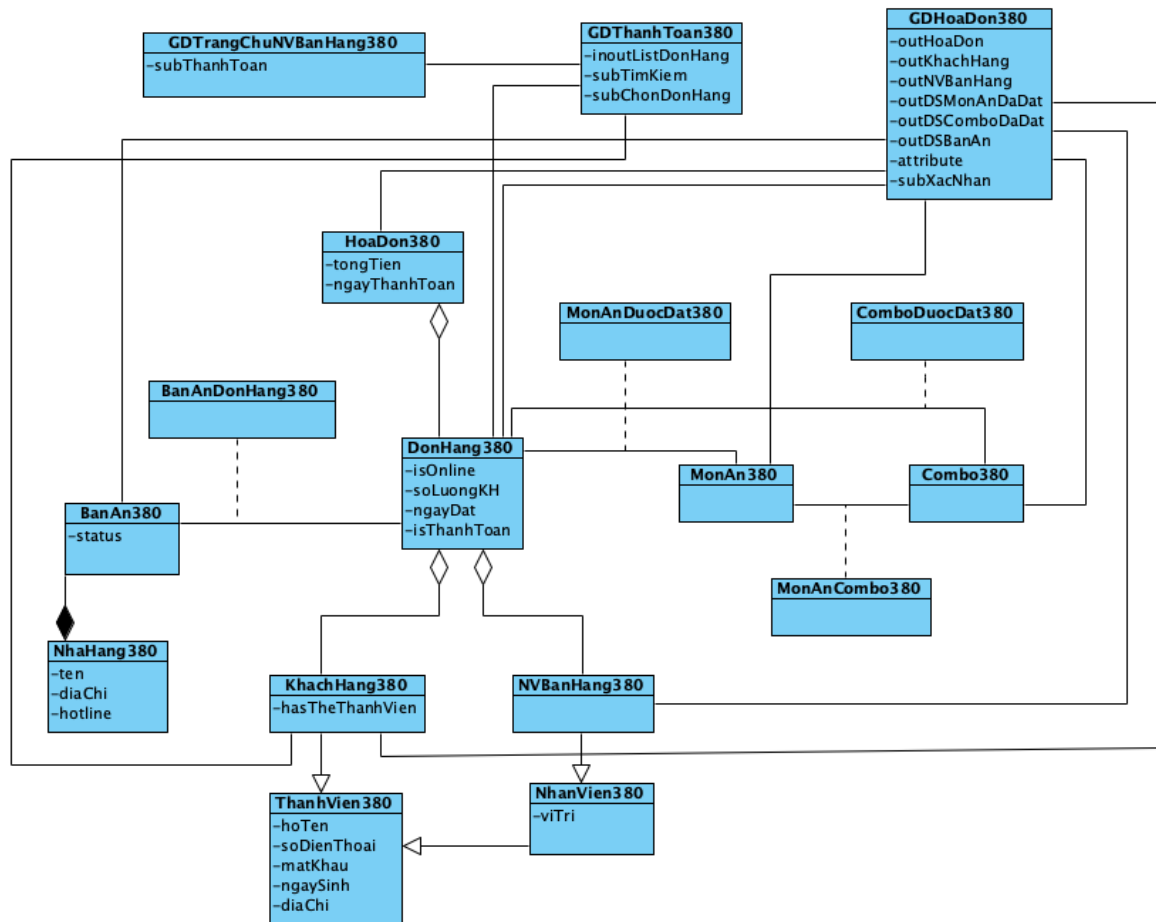 GDTrangChuNVBanHang380
-subThanhToan
GDThanhToan380
-inoutListDonHang
-subTimKiem
-subChonDonHang
GDHoaDon380
-outHoaDon
-outKhachHang
-outNVBanHang
-outDSMonAnDaDat
-outDSComboDaDat
-outDSBanAn
-attribute
-subXacNhan
HoaDon380
-tongTien
-ngayThanhToan
MonAnDuocDat380
ComboDuocDat380
BanAnDonHang380
DonHang380
-isOnline
-soLuongKH
-ngayDat
-isThanhToan
MonAn380
Combo380
BanAn380
-status
MonAnCombo380
NhaHang380
-ten
-diaChi
-hotline
KhachHang380
-hasTheThanhVien
NVBanHang380
ThanhVien380
-hoTen
-soDienThoai
-matKhau
-ngaySinh
-diaChi
NhanVien380
-viTri